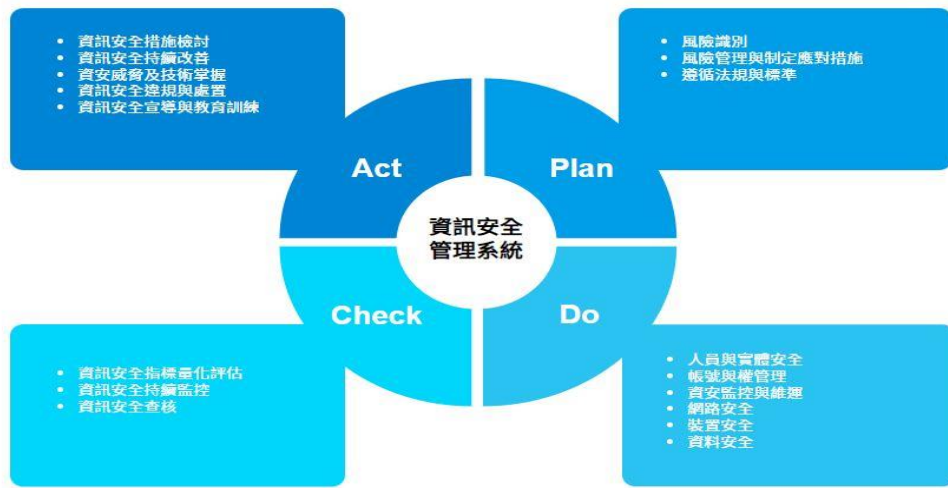 資訊安全措施檢討
資訊安全持續改善
資安威脅及技術掌握
資訊安全違規與處置
資訊安全宣導與教育訓練
風險識別
風險管理與制定應對措施
遵循法規與標準
Act
Plan
資訊安全
管理系統
Check
Do
資訊安全指標量化評估
資訊安全持續監控
資訊安全查核
人員與實體安全
帳號與權管理
資安監控與維運
網路安全
裝置安全
資料安全